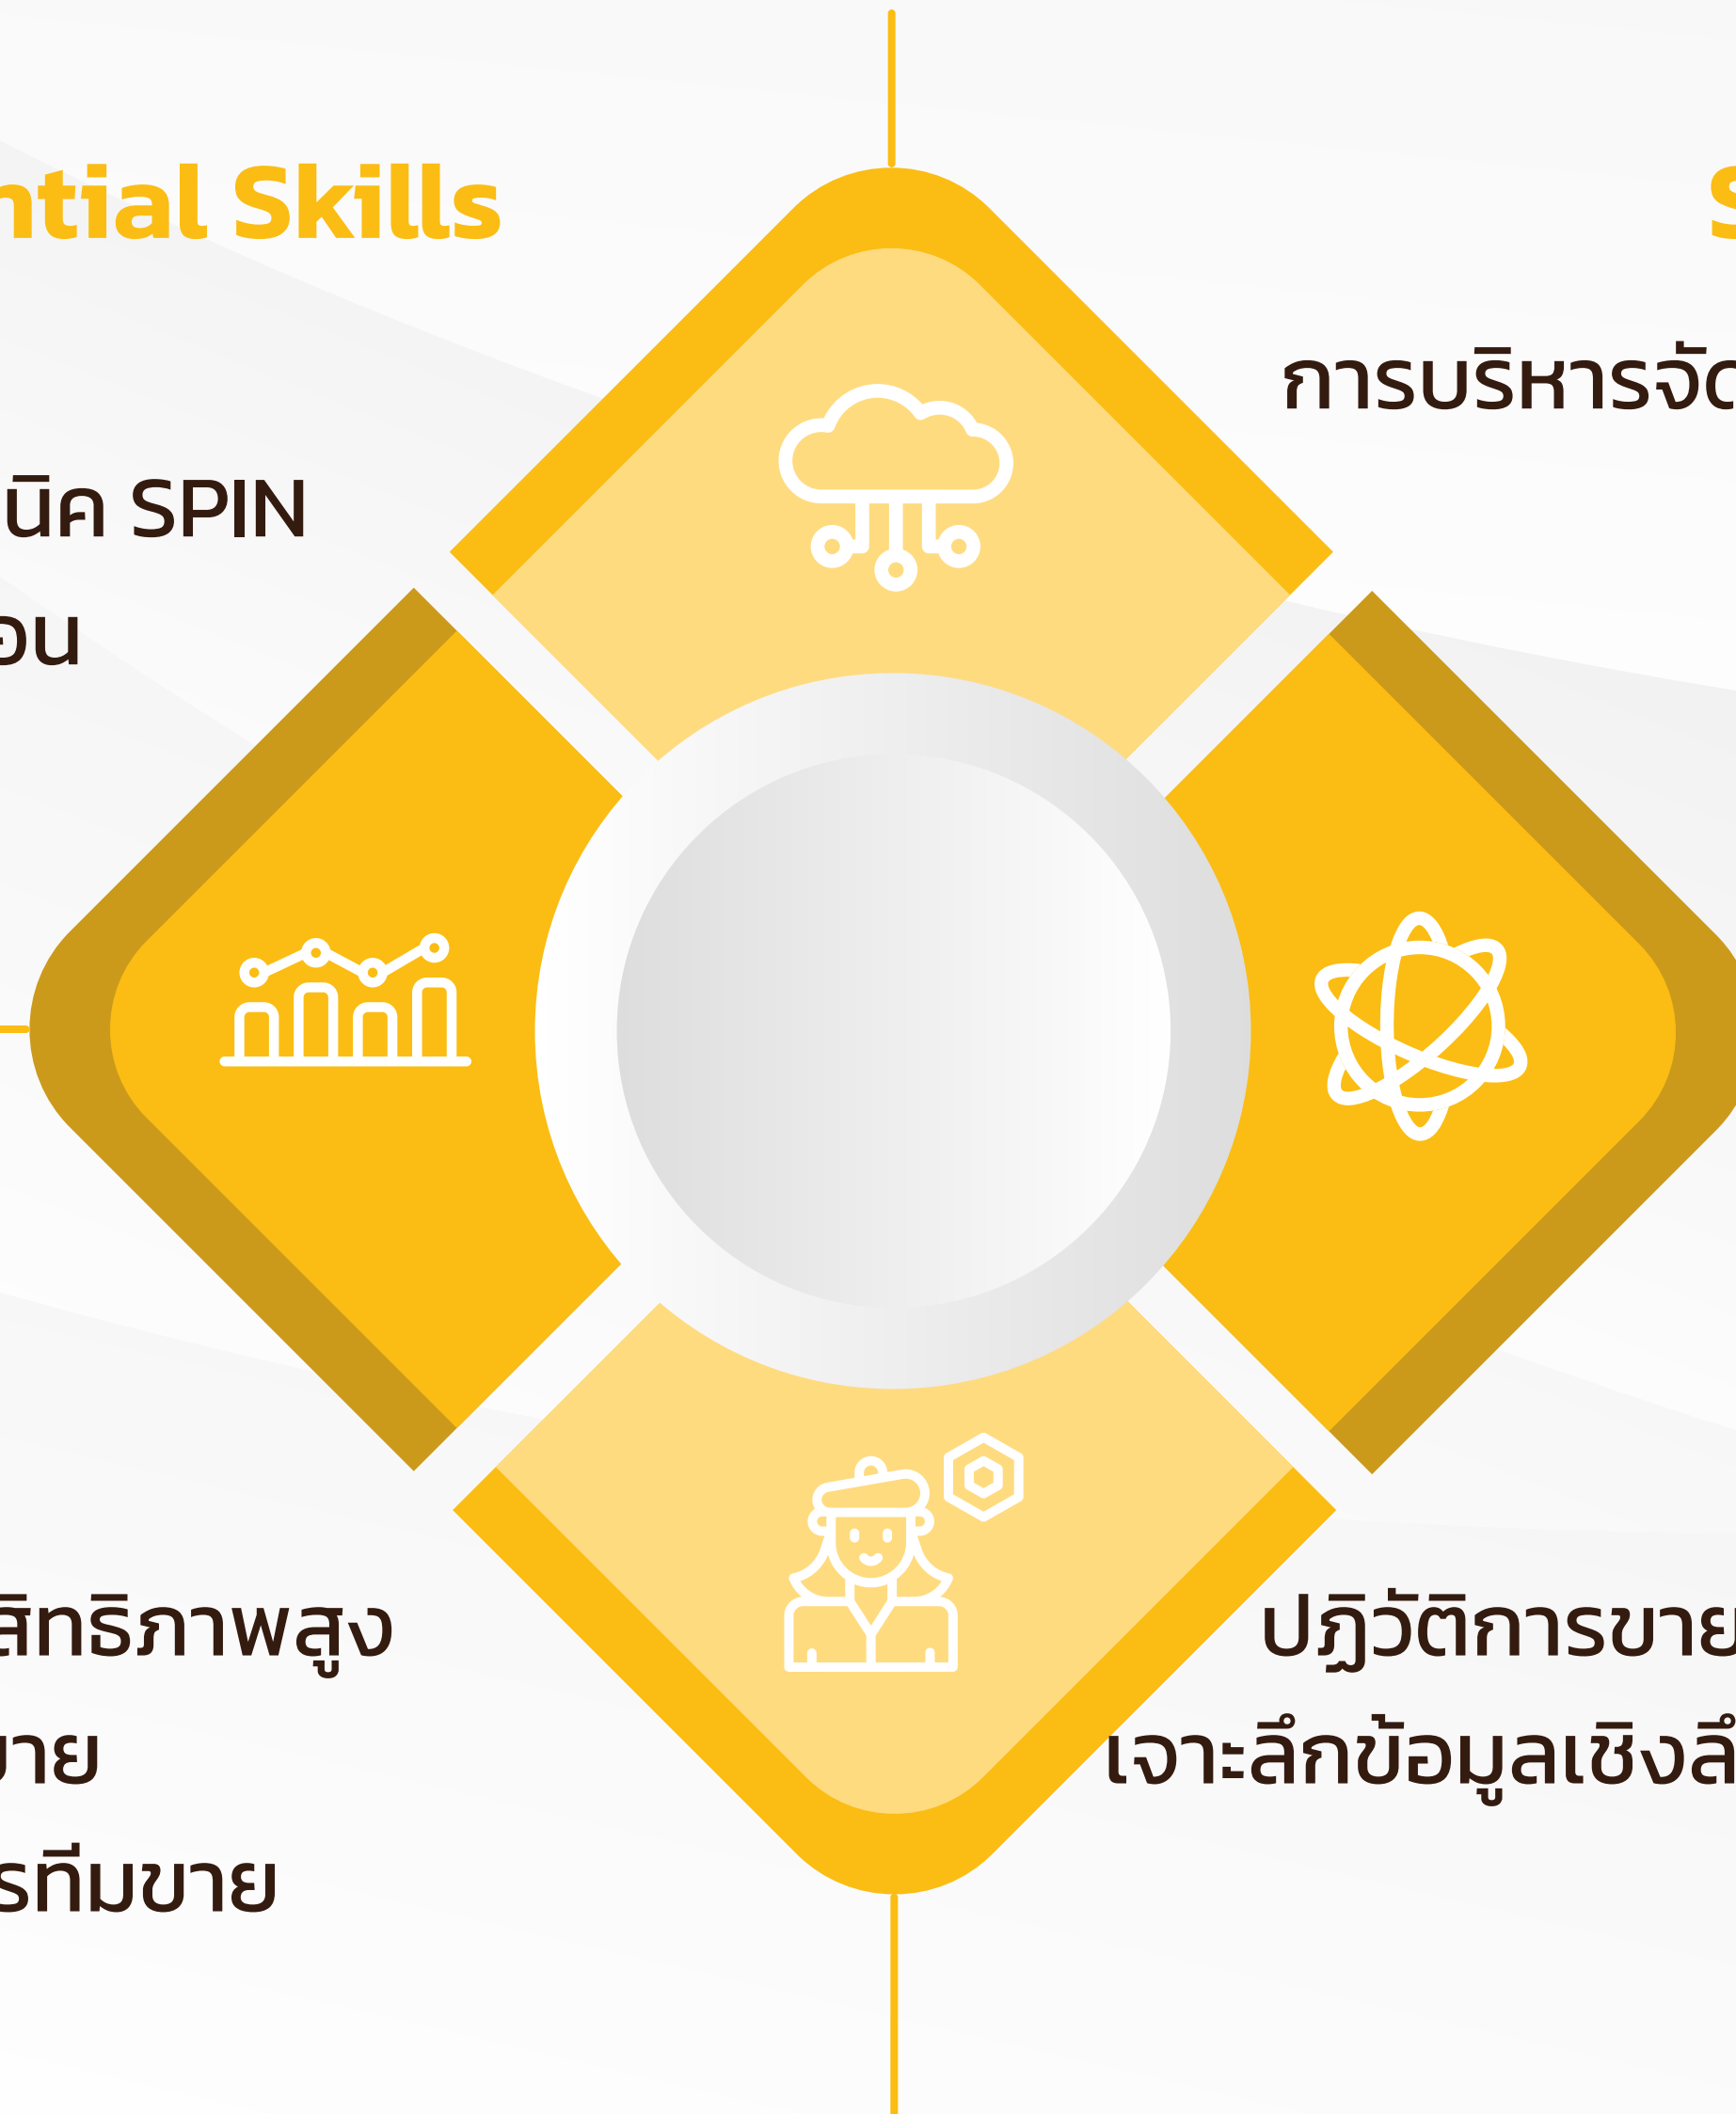 ntial Skills
นิค SPIN
อน
การบริหารจัด
สิทธิภาพสูง
ขาย
รทีมขาย
ปฏิวัติการขาย
เจาะลึกข้อมูลเชิงลึ